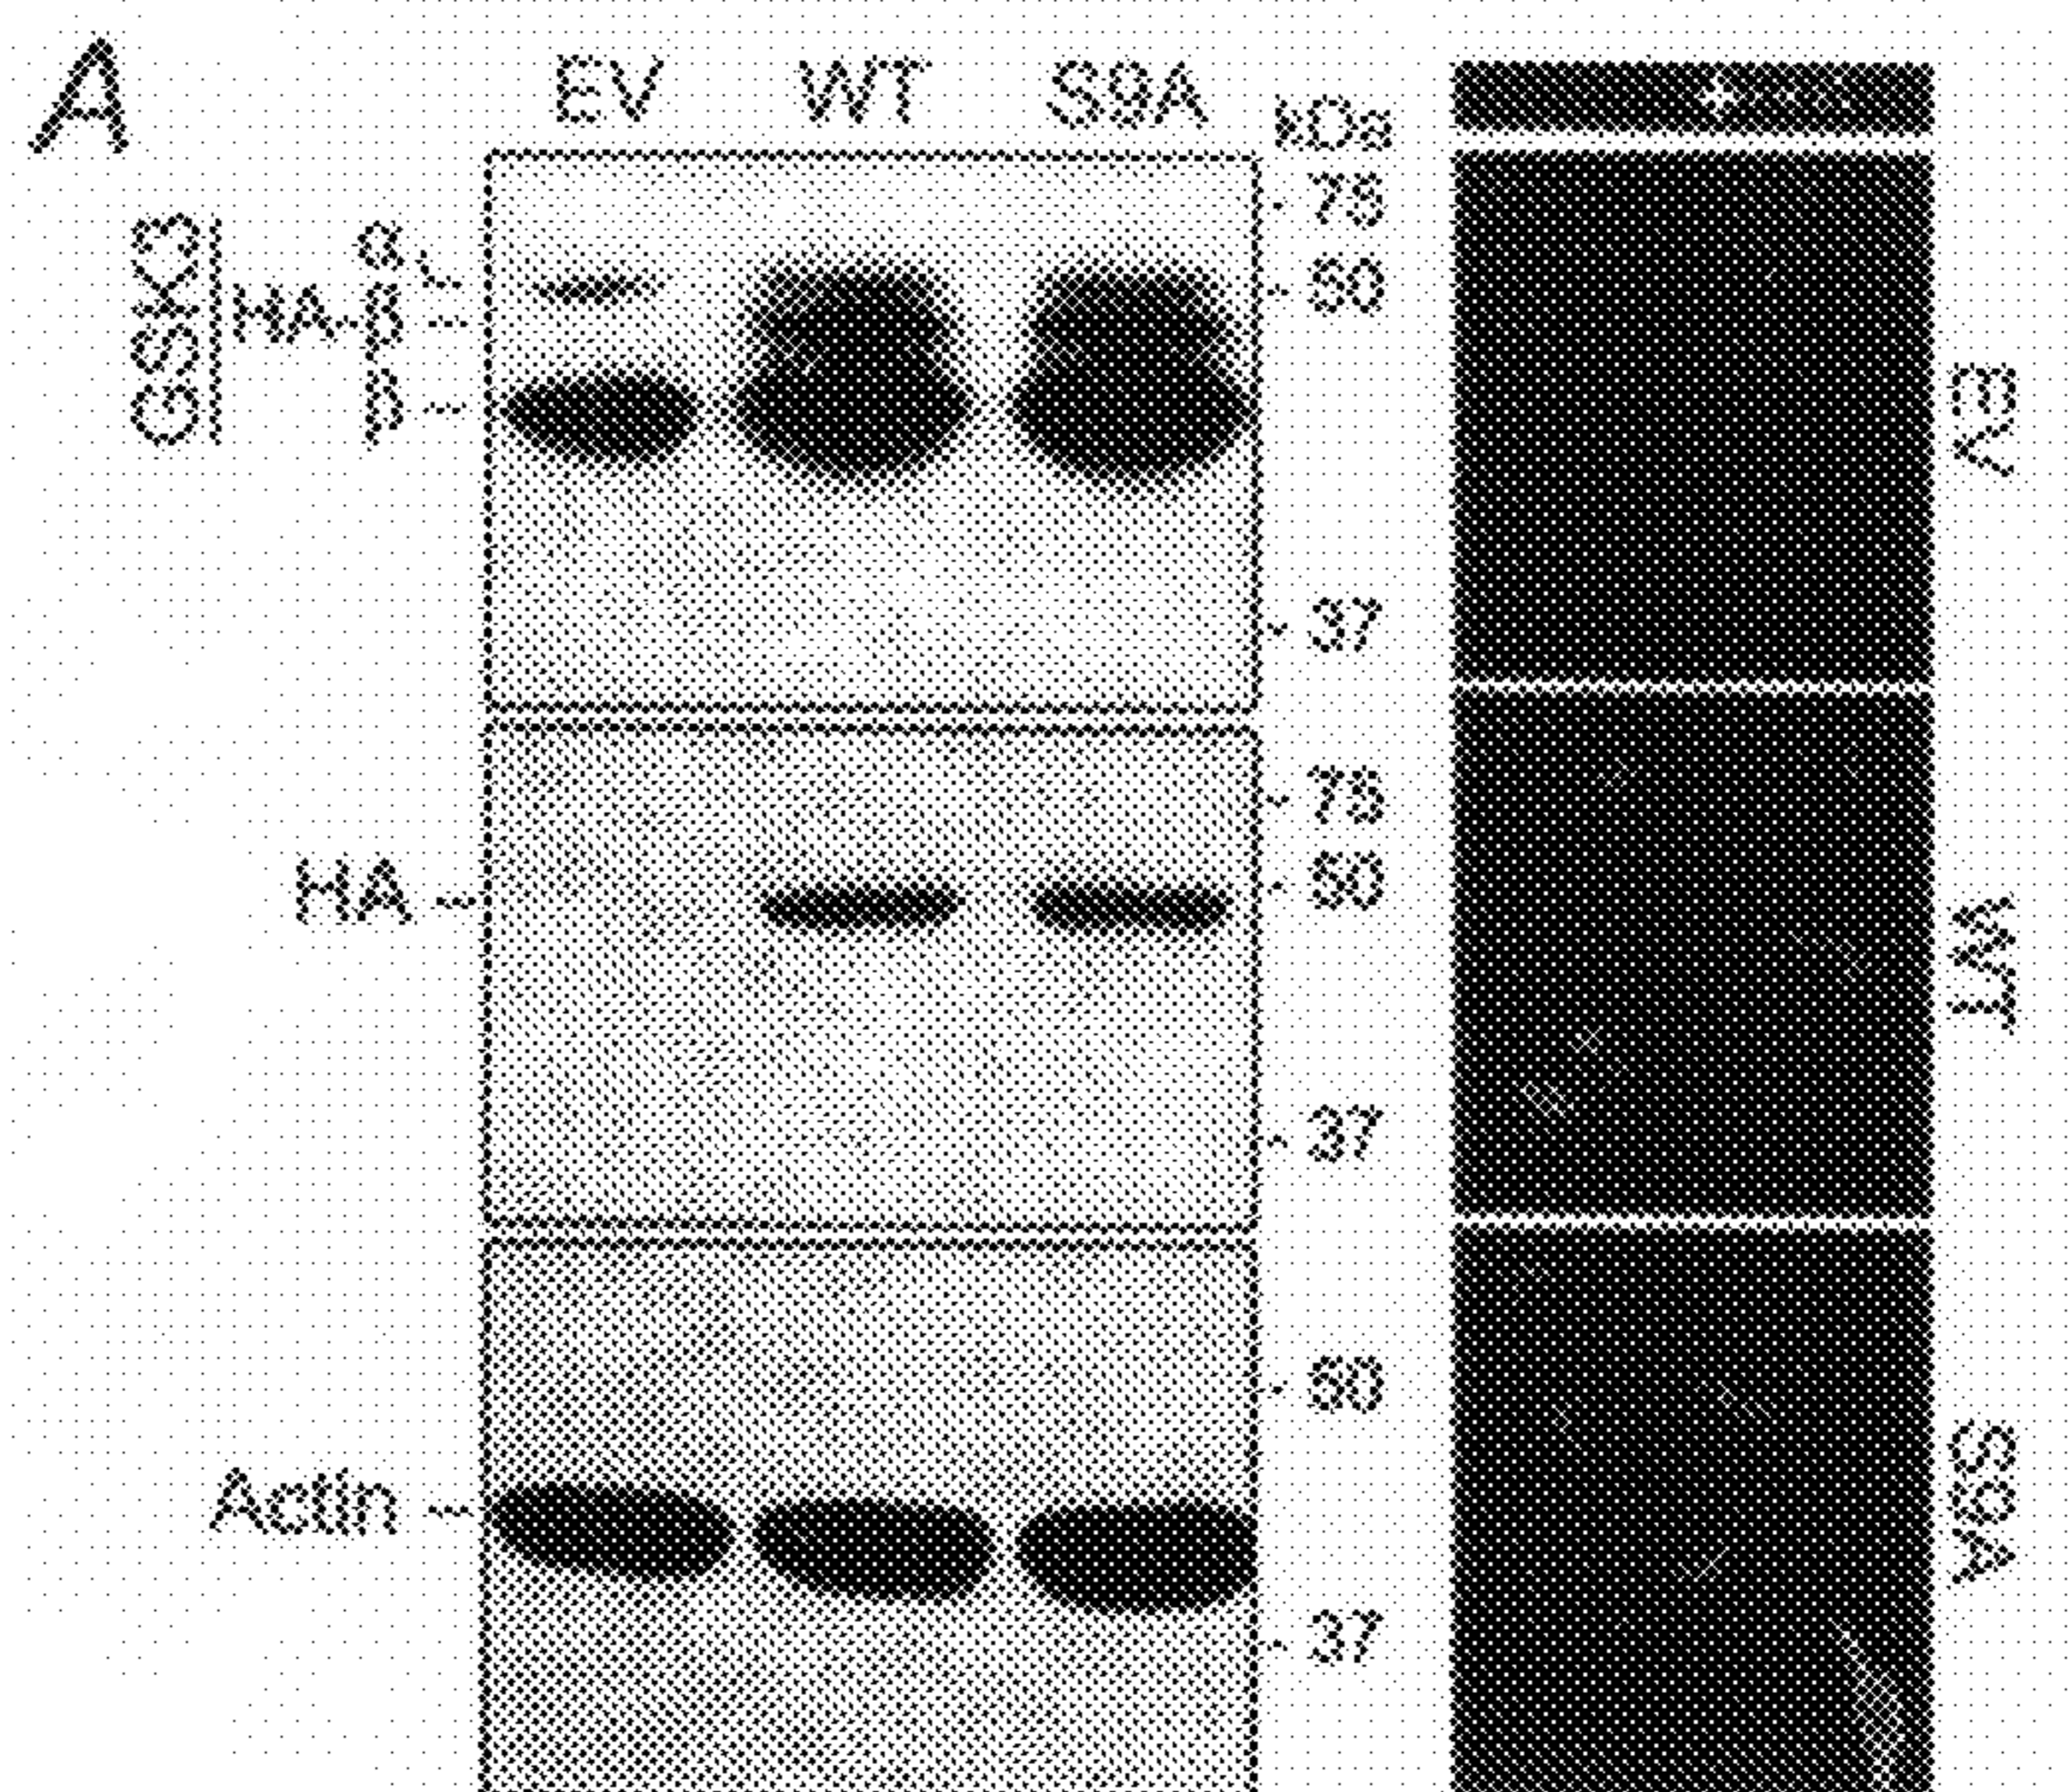 A
EV WT S9A kDa
GSK3
α
HA-β
β
75
50
37
HA
75
50
37
Actin
50
37
EV
WT
S9A